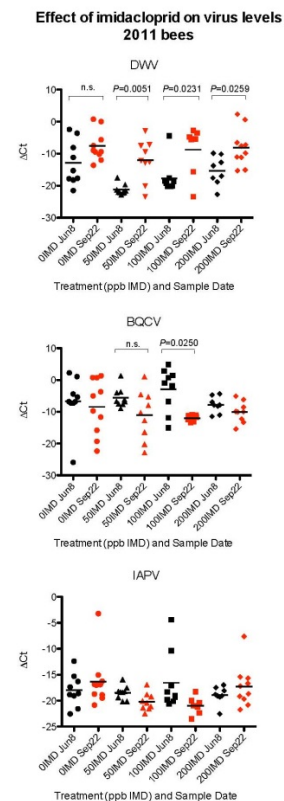 Effect of imidacloprid on virus levels
2011 bees
DWV
n.s.
P=0.0051
P=0.0231
P=0.0259
10
0
-10
-20
-30
ΔCt
0IMD Jun8
0IMD Sep22
50IMD Jun8
50IMD Sep22
100IMD Jun8
100IMD Sep22
200IMD Jun8
200IMD Sep22
Treatment (ppb IMD) and Sample Date
BQCV
n.s.
P=0.0250
10
0
-10
-20
-30
ΔCt
0IMD Jun8
0IMD Sep22
50IMD Jun8
50IMD Sep22
100IMD Jun8
100IMD Sep22
200IMD Jun8
200IMD Sep22
Treatment (ppb IMD) and Sample Date
IAPV
0
-5
-10
-15
-20
-25
ΔCt
0IMD Jun8
0IMD Sep22
50IMD Jun8
50IMD Sep22
100IMD Jun8
100IMD Sep22
200IMD Jun8
200IMD Sep22
Treatment (ppb IMD) and Sample Date